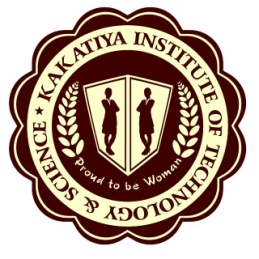 ★ KAKATIYA INSTITUTE OF TECHNOLOGY & SCIENCE
Proud to be Woman